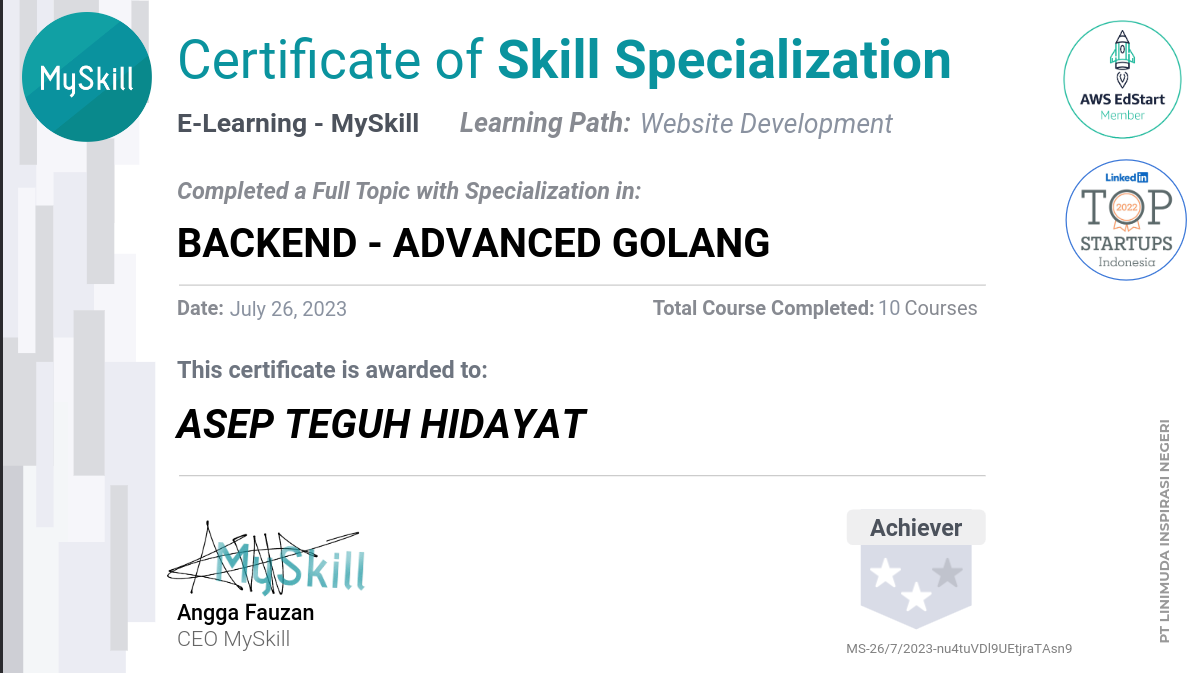 MySkill
Certificate of Skill Specialization
E-Learning - MySkill Learning Path: Website Development
Completed a Full Topic with Specialization in:
BACKEND - ADVANCED GOLANG
Date: July 26, 2023 Total Course Completed: 10 Courses
This certificate is awarded to:
ASEP TEGUH HIDAYAT
MySkill
Angga Fauzan
CEO MySkill
Achiever
MS-26/7/2023-nu4tuVDl9UEtjraTAsn9
AWS EdStart
Member
LinkedIn
TOP
2022
STARTUPS
Indonesia
PT LINIMUDA INSPIRASI NEGERI